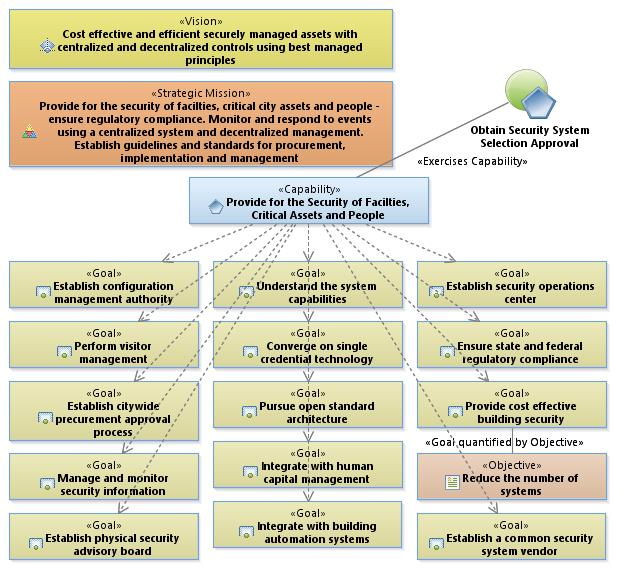 «Vision»
Cost effective and efficient securely managed assets with
centralized and decentralized controls using best managed
principles
«Strategic Mission»
Provide for the security of facilties, critical city assets and people -
ensure regulatory compliance. Monitor and respond to events
using a centralized system and decentralized management.
Establish guidelines and standards for procurement,
implementation and management
Obtain Security System
Selection Approval
«Exercises Capability»
«Capability»
Provide for the Security of Facilties,
Critical Assets and People
«Goal»
Establish configuration
management authority
«Goal»
Understand the system
capabilities
«Goal»
Establish security operations
center
«Goal»
Perform visitor
management
«Goal»
Converge on single
credential technology
«Goal»
Ensure state and federal
regulatory compliance
«Goal»
Establish citywide
precurement approval
process
«Goal»
Pursue open standard
architecture
«Goal»
Provide cost effective
building security
«Goal quantified by Objective»
«Goal»
Manage and monitor
security information
«Goal»
Integrate with human
capital management
«Objective»
Reduce the number of
systems
«Goal»
Establish physical security
advisory board
«Goal»
Integrate with building
automation systems
«Goal»
Establish a common security
system vendor